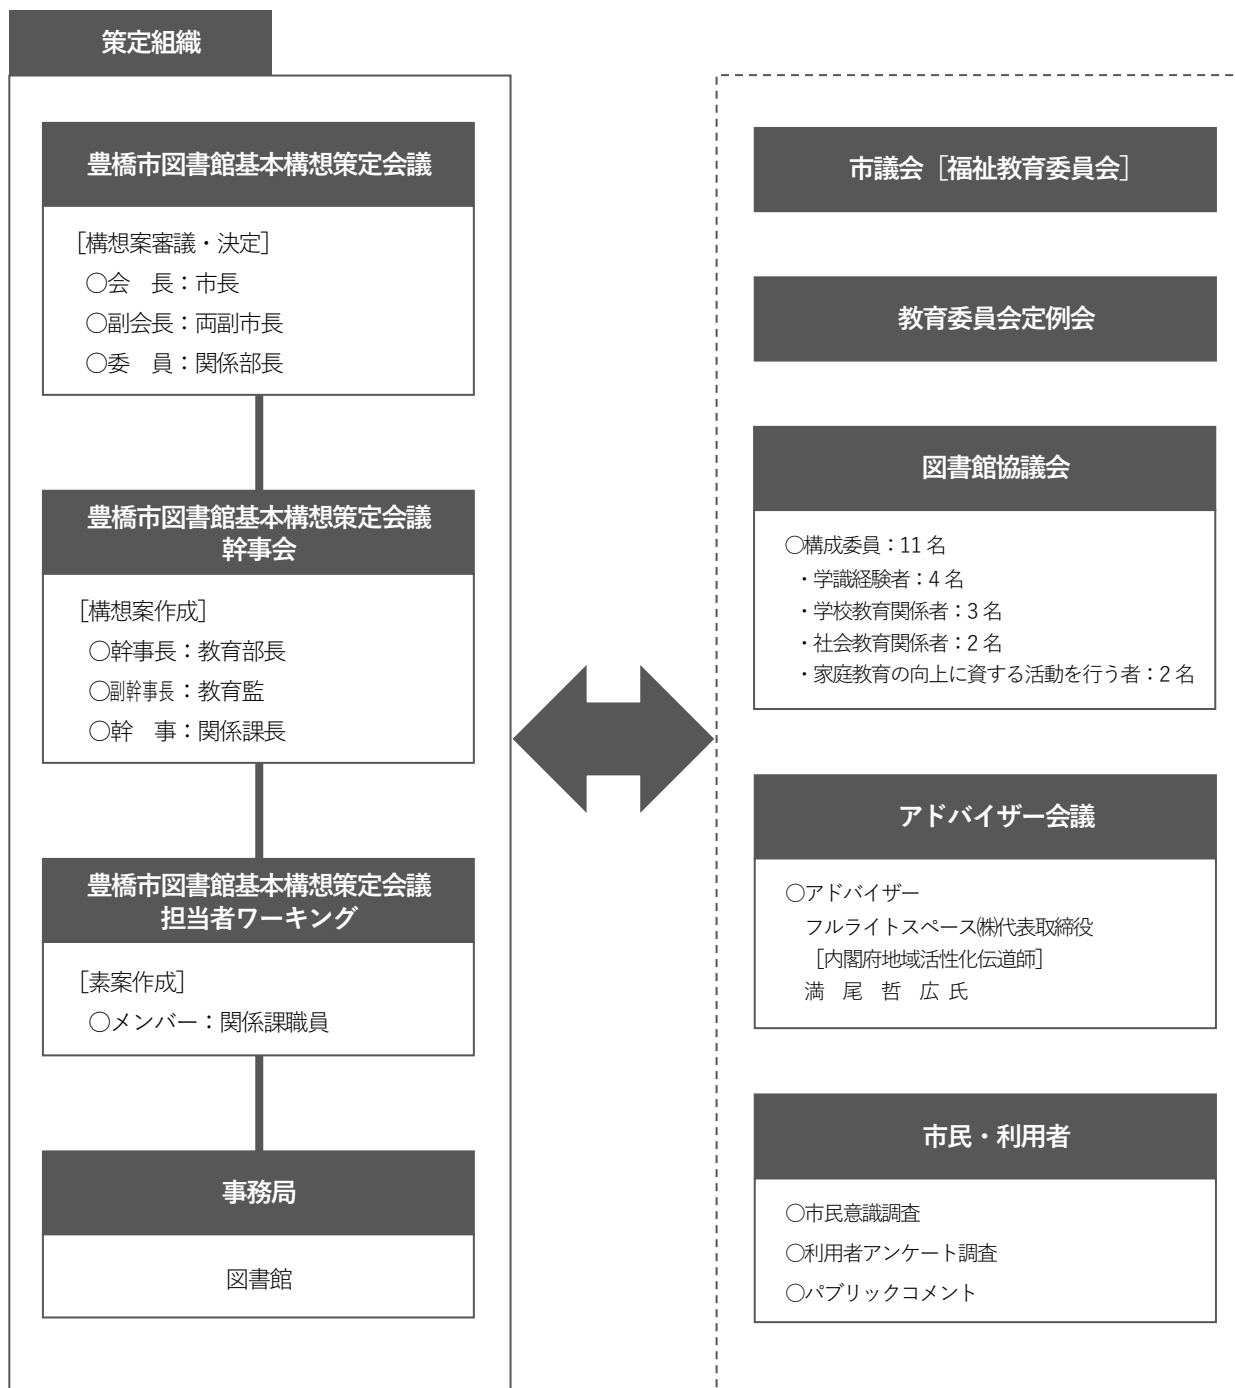 策定組織
豊橋市図書館基本構想策定会議
［構想案審議・決定］
○会　長：市長
○副会長：両副市長
○委　員：関係部長
豊橋市図書館基本構想策定会議
幹事会
［構想案作成］
○幹事長：教育部長
○副幹事長：教育監
○幹　事：関係課長
豊橋市図書館基本構想策定会議
担当者ワーキング
［素案作成］
○メンバー：関係課職員
事務局
図書館
市議会［福祉教育委員会］
教育委員会定例会
図書館協議会
○構成委員：11 名
・学識経験者：4 名
・学校教育関係者：3 名
・社会教育関係者：2 名
・家庭教育の向上に資する活動を行う者：2 名
アドバイザー会議
○アドバイザー
フルライトスペース㈱代表取締役
［内閣府地域活性化伝道師］
満　尾　哲　広 氏
市民・利用者
○市民意識調査
○利用者アンケート調査
○パブリックコメント